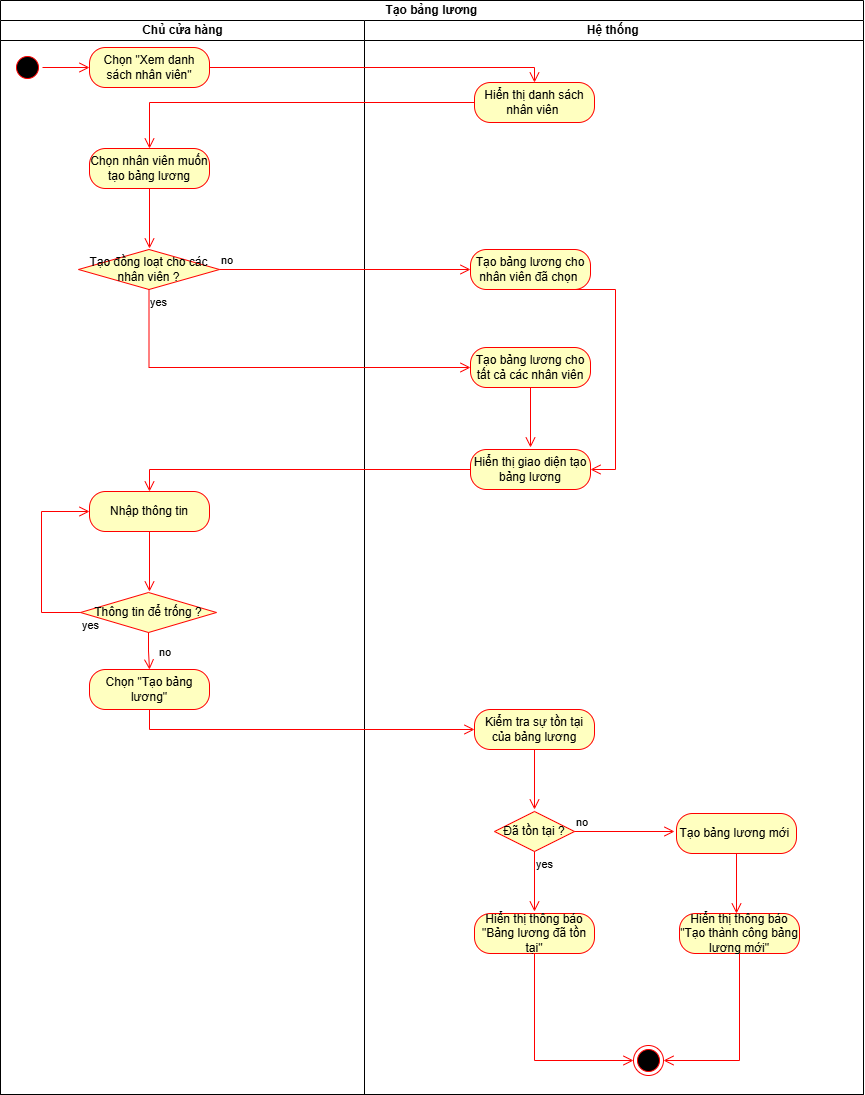 Tạo bảng lương
Chủ cửa hàng
Hệ thống
Chọn "Xem danh
sách nhân viên"
Hiển thị danh sách
nhân viên
Chọn nhân viên muốn
tạo bảng lương
Tạo đồng loạt cho các
nhân viên ?
no
yes
Tạo bảng lương cho
nhân viên đã chọn
Tạo bảng lương cho
tất cả các nhân viên
Hiển thị giao diện tạo
bảng lương
Nhập thông tin
Thông tin để trống ?
yes
no
Chọn "Tạo bảng
lương"
Kiểm tra sự tồn tại
của bảng lương
Đã tồn tại ?
no
yes
Tạo bảng lương mới
Hiển thị thông báo
"Bảng lương đã tồn
tại"
Hiển thị thông báo
"Tạo thành công bảng
lương mới"